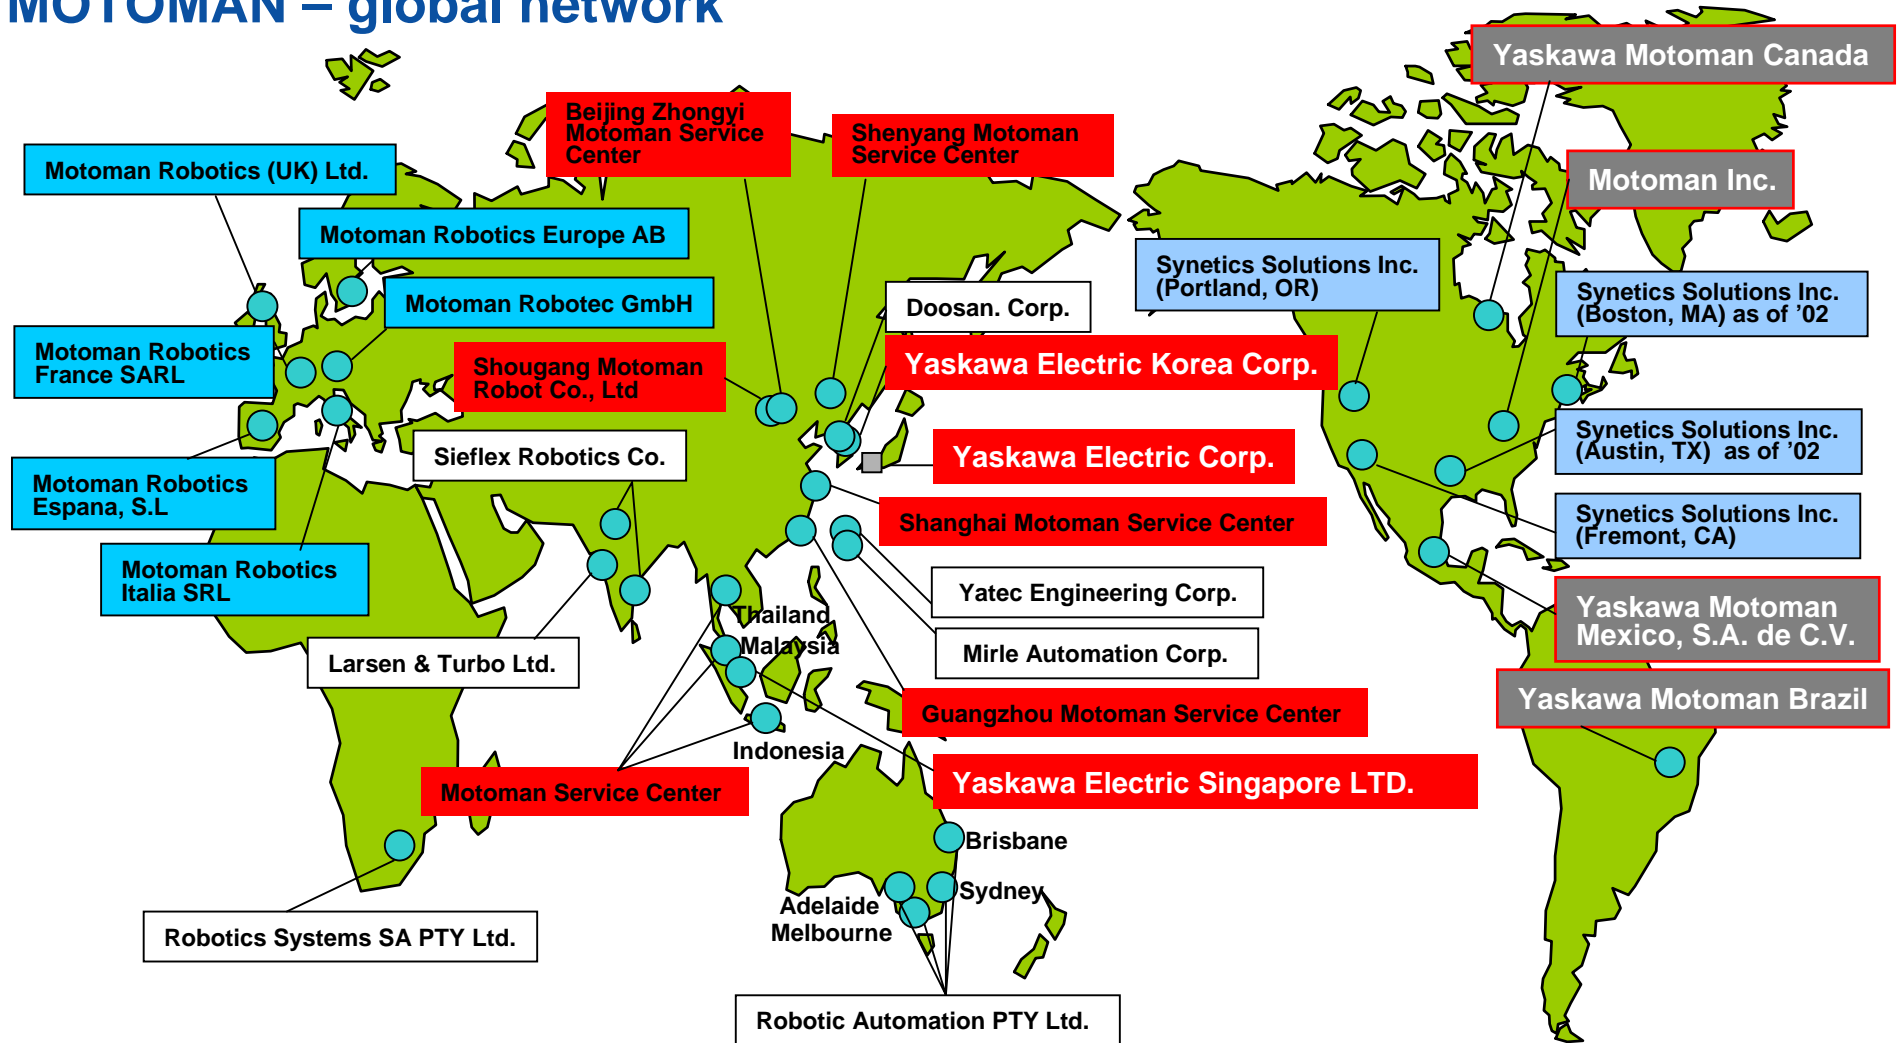 MOTOMAN – global network
Yaskawa Motoman Canada
Beijing Zhongyi
Motoman Service
Center
Shenyang Motoman
Service Center
Motoman Robotics (UK) Ltd.
Motoman Inc.
Motoman Robotics Europe AB
Synetics Solutions Inc.
(Portland, OR)
Motoman Robotec GmbH
Doosan. Corp.
Synetics Solutions Inc.
(Boston, MA) as of ’02
Motoman Robotics
France SARL
Shougang Motoman
Robot Co., Ltd
Yaskawa Electric Korea Corp.
Sieflex Robotics Co.
Yaskawa Electric Corp.
Synetics Solutions Inc.
(Austin, TX) as of ’02
Motoman Robotics
Espana, S.L
Shanghai Motoman Service Center
Synetics Solutions Inc.
(Fremont, CA)
Motoman Robotics
Italia SRL
Yatec Engineering Corp.
Thailand
Malaysia
Larsen & Turbo Ltd.
Mirle Automation Corp.
Yaskawa Motoman
Mexico, S.A. de C.V.
Guangzhou Motoman Service Center
Yaskawa Motoman Brazil
Indonesia
Motoman Service Center
Yaskawa Electric Singapore LTD.
Brisbane
Sydney
Adelaide
Melbourne
Robotics Systems SA PTY Ltd.
Robotic Automation PTY Ltd.